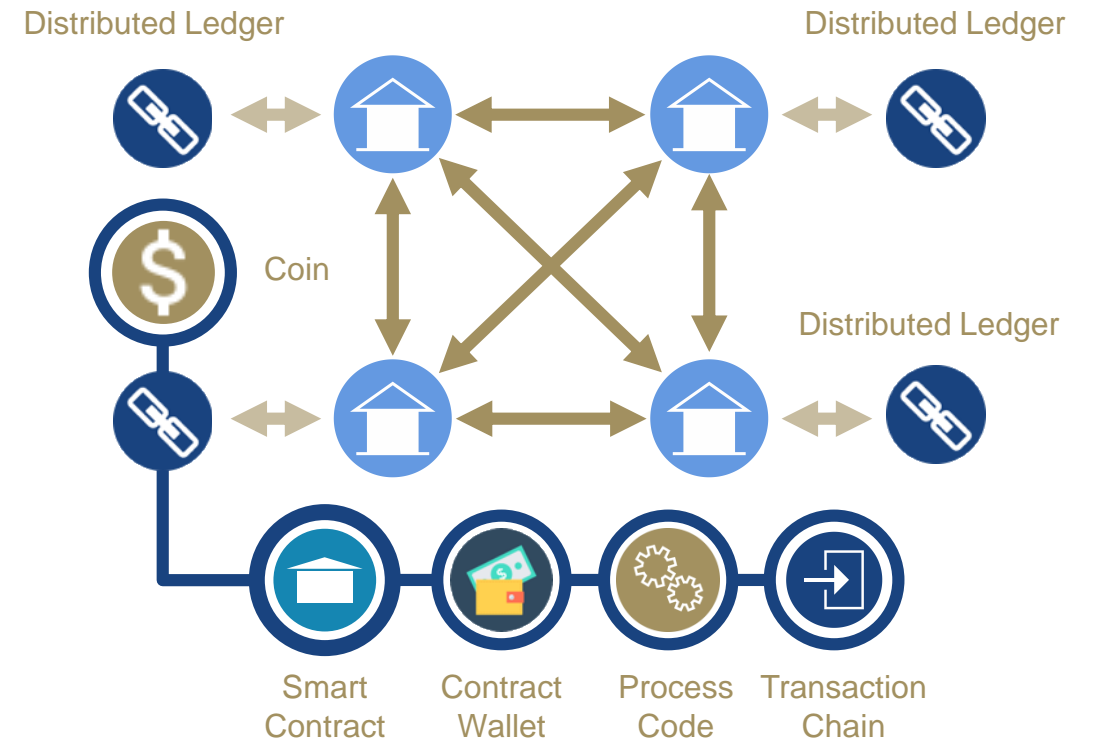 Distributed Ledger
Distributed Ledger
$
Coin
Distributed Ledger
Smart
Contract
Contract
Wallet
Process
Code
Transaction
Chain